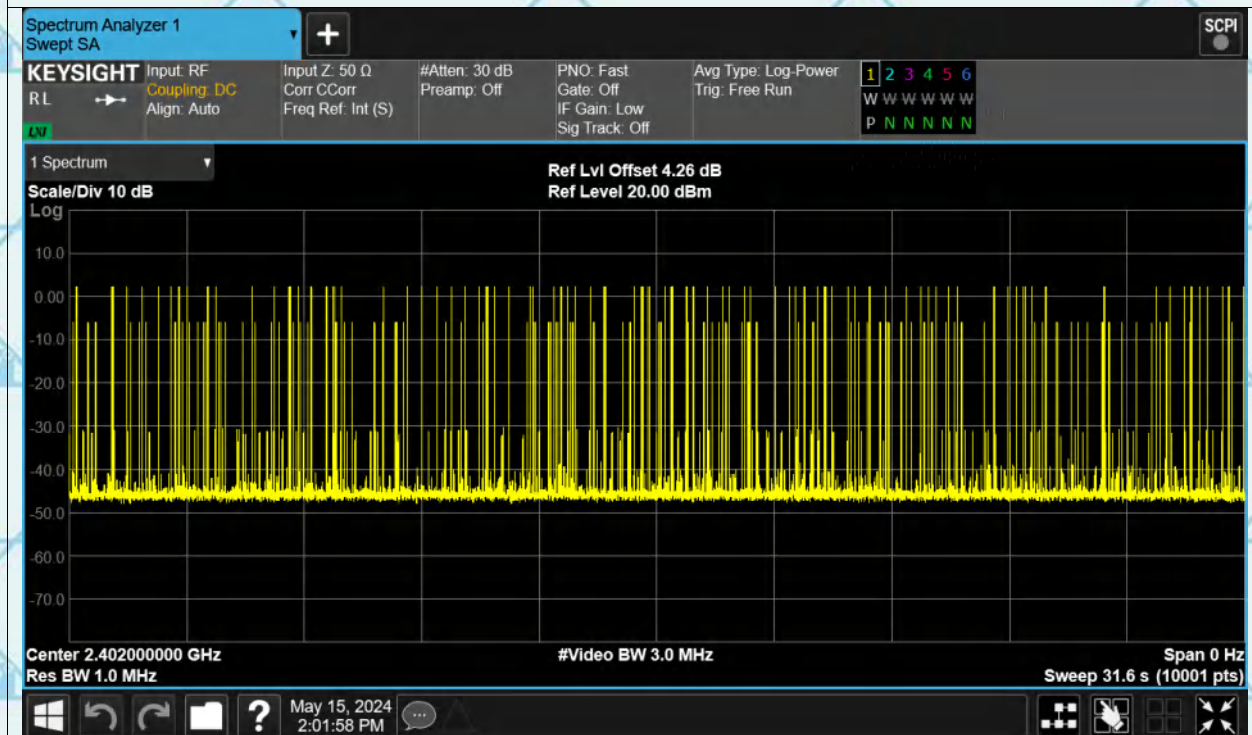 Spectrum Analyzer 1
Swept SA
+
SCPI
KEYSIGHT
R L
LXI
Input: RF
Coupling: DC
Align: Auto
Input Z: 50 Ω
Corr CCorr
Freq Ref: Int (S)
#Atten: 30 dB
Preamp: Off
PNO: Fast
Gate: Off
IF Gain: Low
Sig Track: Off
Avg Type: Log-Power
Trig: Free Run
1 2 3 4 5 6
W W W W W W
P N N N N N
1 Spectrum
Scale/Div 10 dB
Ref Lvl Offset 4.26 dB
Ref Level 20.00 dBm
Log
10.0
0.00
-10.0
-20.0
-30.0
-40.0
-50.0
-60.0
-70.0
Center 2.402000000 GHz
Res BW 1.0 MHz
#Video BW 3.0 MHz
Span 0 Hz
Sweep 31.6 s (10001 pts)
?
May 15, 2024
2:01:58 PM